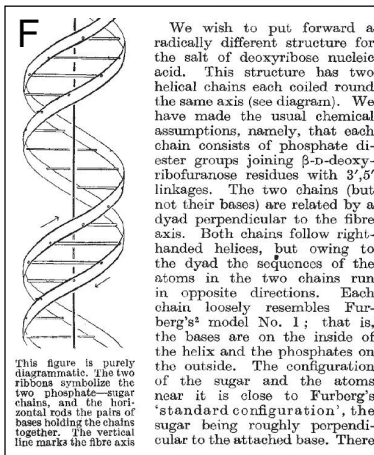 F
This figure is purely
diagrammatic. The two
ribbons symbolize the
two phosphate—sugar
chains, and the hori-
zontal rods the pairs of
bases holding the chains
together. The vertical
line marks the fibre axis
We wish to put forward a
radically different structure for
the salt of deoxyribose nucleic
acid. This structure has two
helical chains each coiled round
the same axis (see diagram). We
have made the usual chemical
assumptions, namely, that each
chain consists of phosphate di-
ester groups joining β-D-deoxy-
ribofuranose residues with 3′,5′
linkages. The two chains (but
not their bases) are related by a
dyad perpendicular to the fibre
axis. Both chains follow right-
handed helices, but owing to
the dyad the sequences of the
atoms in the two chains run
in opposite directions. Each
chain loosely resembles Fur-
berg's² model No. 1; that is,
the bases are on the inside of
the helix and the phosphates on
the outside. The configuration
of the sugar and the atoms
near it is close to Furberg's
'standard configuration', the
sugar being roughly perpendi-
cular to the attached base. There